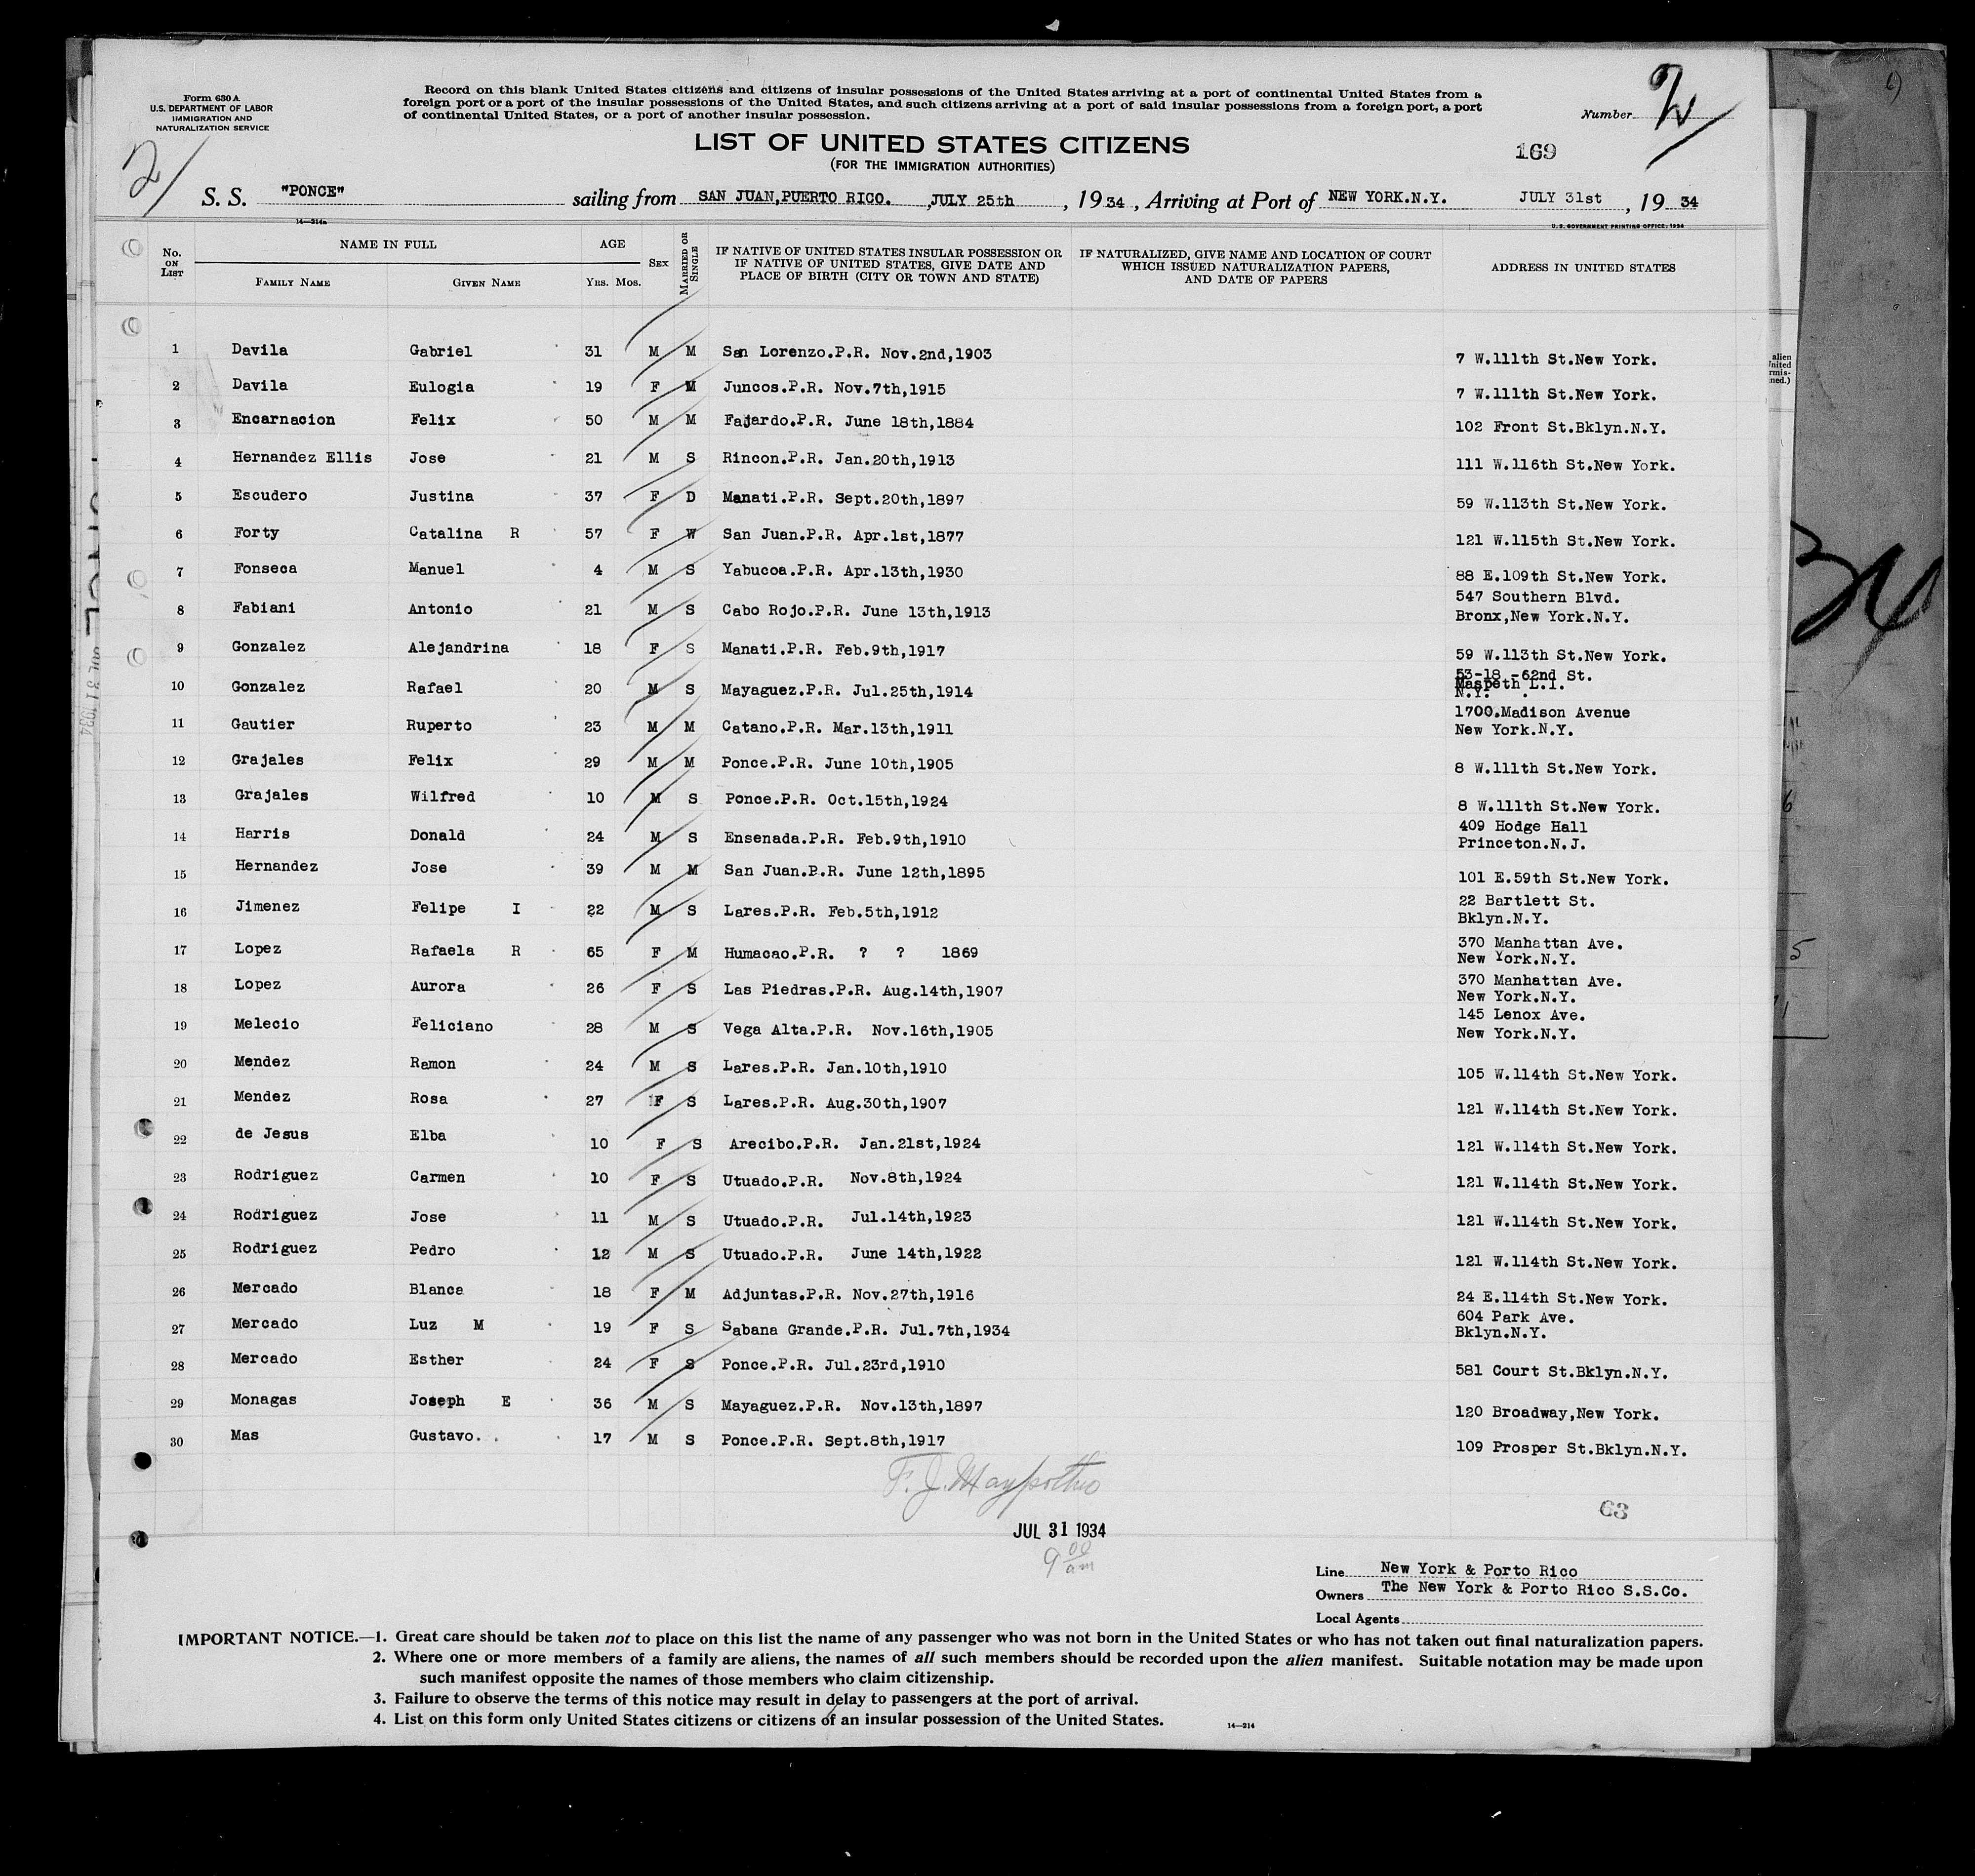 Form 630 A
U.S. DEPARTMENT OF LABOR
IMMIGRATION AND
NATURALIZATION SERVICE
Record on this blank United States citizens and citizens of insular possessions of the United States arriving at a port of continental United States from a
foreign port or a port of the insular possessions of the United States, and such citizens arriving at a port of said insular possessions from a foreign port, a port
of continental United States, or a port of another insular possession.
Number 2
LIST OF UNITED STATES CITIZENS
(FOR THE IMMIGRATION AUTHORITIES)
169
2
S. S. "PONCE" sailing from SAN JUAN,PUERTO RICO. ,JULY 25th , 19 34 , Arriving at Port of NEW YORK.N.Y. JULY 31st , 19 34
14—214a
U. S. GOVERNMENT PRINTING OFFICE: 1934
No. ON LIST NAME IN FULL FAMILY NAME GIVEN NAME AGE YRS. MOS. SEX MARRIED OR SINGLE IF NATIVE OF UNITED STATES INSULAR POSSESSION OR IF NATIVE OF UNITED STATES, GIVE DATE AND PLACE OF BIRTH (CITY OR TOWN AND STATE) IF NATURALIZED, GIVE NAME AND LOCATION OF COURT WHICH ISSUED NATURALIZATION PAPERS, AND DATE OF PAPERS ADDRESS IN UNITED STATES
1 Davila Gabriel 31 M M San Lorenzo.P.R. Nov.2nd,1903 7 W.111th St.New York.
2 Davila Eulogia 19 F M Juncos.P.R. Nov.7th,1915 7 W.111th St.New York.
3 Encarnacion Felix 50 M M Fajardo.P.R. June 18th,1884 102 Front St.Bklyn.N.Y.
4 Hernandez Ellis Jose 21 M S Rincon.P.R. Jan.20th,1913 111 W.116th St.New York.
5 Escudero Justina 37 F D Manati.P.R. Sept.20th,1897 59 W.113th St.New York.
6 Forty Catalina R 57 F W San Juan.P.R. Apr.1st,1877 121 W.115th St.New York.
7 Fonseca Manuel 4 M S Yabucoa.P.R. Apr.13th,1930 88 E.109th St.New York.
8 Fabiani Antonio 21 M S Cabo Rojo.P.R. June 13th,1913 547 Southern Blvd.
Bronx,New York.N.Y.
9 Gonzalez Alejandrina 18 F S Manati.P.R. Feb.9th,1917 59 W.113th St.New York.
10 Gonzalez Rafael 20 M S Mayaguez.P.R. Jul.25th,1914 53-18 -62nd St.
Maspeth L.I.
N.Y.
11 Gautier Ruperto 23 M M Catano.P.R. Mar.13th,1911 1700.Madison Avenue
New York.N.Y.
12 Grajales Felix 29 M M Ponce.P.R. June 10th,1905 8 W.111th St.New York.
13 Grajales Wilfred 10 M S Ponce.P.R. Oct.15th,1924 8 W.111th St.New York.
14 Harris Donald 24 M S Ensenada.P.R. Feb.9th,1910 409 Hodge Hall
Princeton.N.J.
15 Hernandez Jose 39 M M San Juan.P.R. June 12th,1895 101 E.59th St.New York.
16 Jimenez Felipe I 22 M S Lares.P.R. Feb.5th,1912 22 Bartlett St.
Bklyn.N.Y.
17 Lopez Rafaela R 65 F M Humacao.P.R. ? ? 1869 370 Manhattan Ave.
New York.N.Y.
18 Lopez Aurora 26 F S Las Piedras.P.R. Aug.14th,1907 370 Manhattan Ave.
New York.N.Y.
19 Melecio Feliciano 28 M S Vega Alta.P.R. Nov.16th,1905 145 Lenox Ave.
New York.N.Y.
20 Mendez Ramon 24 M S Lares.P.R. Jan.10th,1910 105 W.114th St.New York.
21 Mendez Rosa 27 F S Lares.P.R. Aug.30th,1907 121 W.114th St.New York.
22 de Jesus Elba 10 F S Arecibo.P.R. Jan.21st,1924 121 W.114th St.New York.
23 Rodriguez Carmen 10 F S Utuado.P.R. Nov.8th,1924 121 W.114th St.New York.
24 Rodriguez Jose 11 M S Utuado.P.R. Jul.14th,1923 121 W.114th St.New York.
25 Rodriguez Pedro 12 M S Utuado.P.R. June 14th,1922 121 W.114th St.New York.
26 Mercado Blanca 18 F M Adjuntas.P.R. Nov.27th,1916 24 E.114th St.New York.
27 Mercado Luz M 19 F S Sabana Grande.P.R. Jul.7th,1934 604 Park Ave.
Bklyn.N.Y.
28 Mercado Esther 24 F S Ponce.P.R. Jul.23rd,1910 581 Court St.Bklyn.N.Y.
29 Monagas Joseph E 36 M S Mayaguez.P.R. Nov.13th,1897 120 Broadway,New York.
30 Mas Gustavo. . 17 M S Ponce.P.R. Sept.8th,1917 109 Prosper St.Bklyn.N.Y.
F. J.
63
JUL 31 1934
9 00 am
Line New York & Porto Rico
Owners The New York & Porto Rico S.S.Co.
Local Agents
IMPORTANT NOTICE.—1. Great care should be taken not to place on this list the name of any passenger who was not born in the United States or who has not taken out final naturalization papers.
2. Where one or more members of a family are aliens, the names of all such members should be recorded upon the alien manifest. Suitable notation may be made upon
such manifest opposite the names of those members who claim citizenship.
3. Failure to observe the terms of this notice may result in delay to passengers at the port of arrival.
4. List on this form only United States citizens or citizens of an insular possession of the United States.
14—214